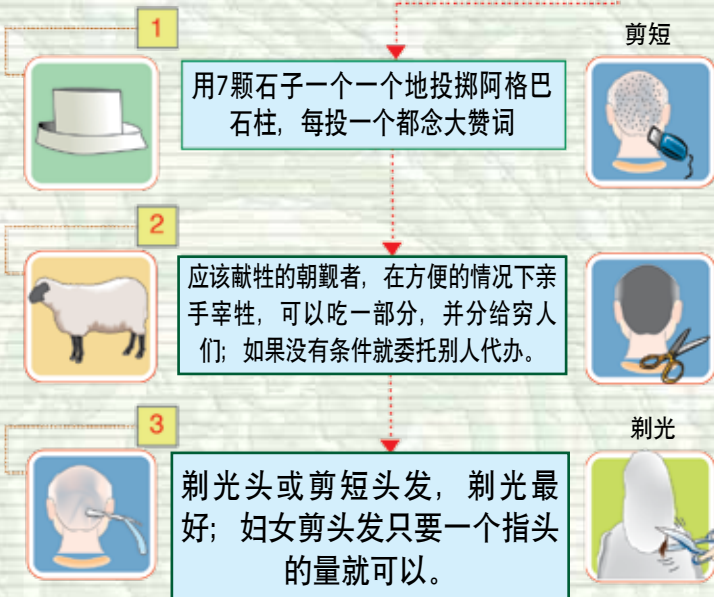 1
剪短
用7颗石子一个一个地投掷阿格巴
石柱，每投一个都念大赞词
2
应该献牲的朝觐者，在方便的情况下亲
手宰牲，可以吃一部分，并分给穷人
们；如果没有条件就委托别人代办。
3
剃光
剃光头或剪短头发，剃光最
好；妇女剪头发只要一个指头
的量就可以。